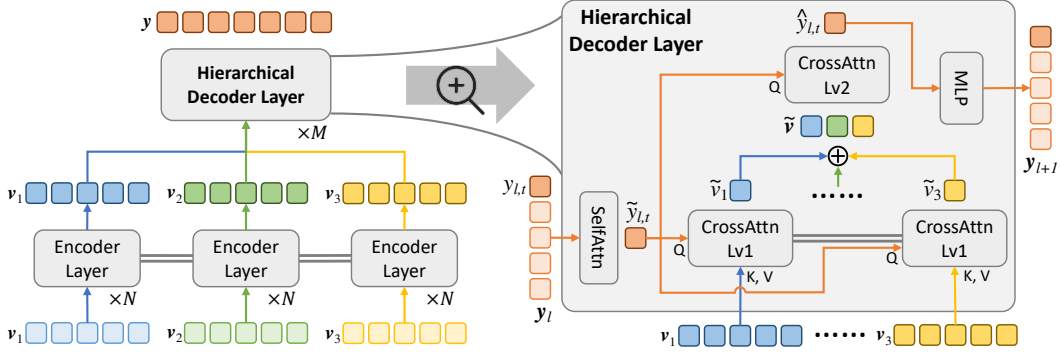 y
Hierarchical
Decoder Layer
×M
v1
v2
v3
Encoder
Layer
×N
Encoder
Layer
×N
Encoder
Layer
×N
v1
v2
v3
Hierarchical
Decoder Layer
ŷl,t
CrossAttn
Lv2
Q
MLP
ṽ
yl+1
yl,t
ṽ1
......
ṽ3
SelfAttn
ỹl,t
CrossAttn
Lv1
Q
K, V
CrossAttn
Lv1
Q
K, V
yl
v1
......
v3